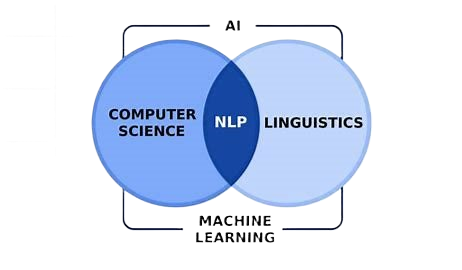 AI
COMPUTER
SCIENCE
NLP
LINGUISTICS
MACHINE
LEARNING